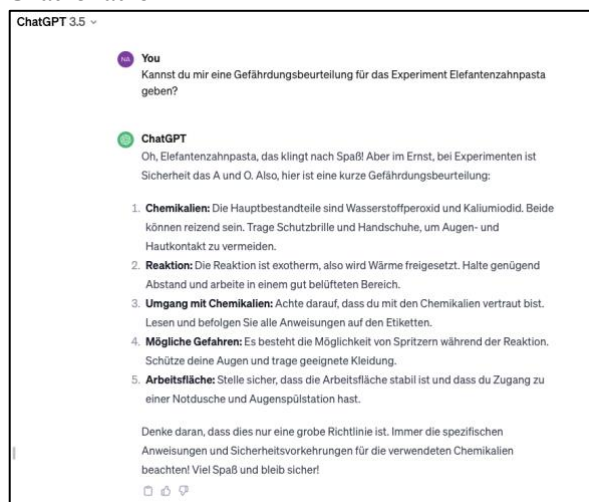 ChatGPT 3.5
NA
You
Kannst du mir eine Gefährdungsbeurteilung für das Experiment Elefantenzahnpasta
geben?
ChatGPT
Oh, Elefantenzahnpasta, das klingt nach Spaß! Aber im Ernst, bei Experimenten ist
Sicherheit das A und O. Also, hier ist eine kurze Gefährdungsbeurteilung:
1. Chemikalien: Die Hauptbestandteile sind Wasserstoffperoxid und Kaliumiodid. Beide
können reizend sein. Trage Schutzbrille und Handschuhe, um Augen- und
Hautkontakt zu vermeiden.
2. Reaktion: Die Reaktion ist exotherm, also wird Wärme freigesetzt. Halte genügend
Abstand und arbeite in einem gut belüfteten Bereich.
3. Umgang mit Chemikalien: Achte darauf, dass du mit den Chemikalien vertraut bist.
Lesen und befolgen Sie alle Anweisungen auf den Etiketten.
4. Mögliche Gefahren: Es besteht die Möglichkeit von Spritzern während der Reaktion.
Schütze deine Augen und trage geeignete Kleidung.
5. Arbeitsfläche: Stelle sicher, dass die Arbeitsfläche stabil ist und dass du Zugang zu
einer Notdusche und Augenspülstation hast.
Denke daran, dass dies nur eine grobe Richtlinie ist. Immer die spezifischen
Anweisungen und Sicherheitsvorkehrungen für die verwendeten Chemikalien
beachten! Viel Spaß und bleib sicher!